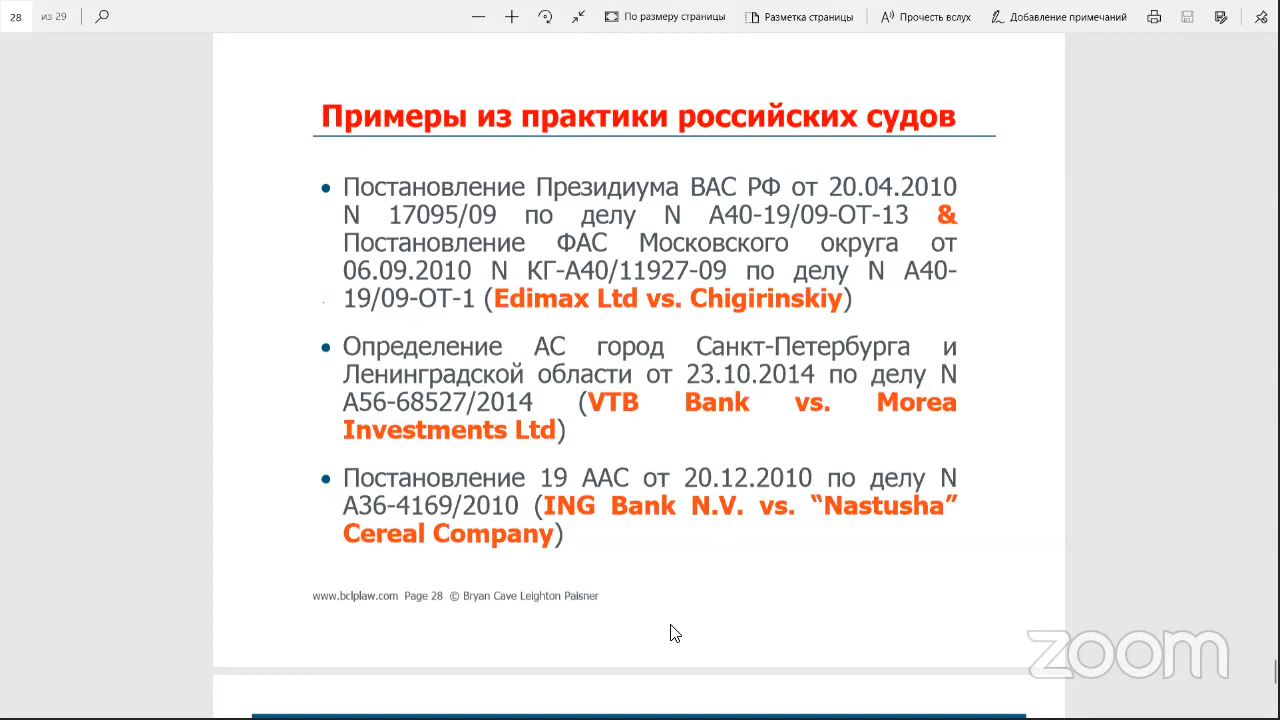 28 из 29 По размеру страницы Разметка страницы Прочесть вслух Добавление примечаний
Примеры из практики российских судов
• Постановление Президиума ВАС РФ от 20.04.2010
N 17095/09 по делу N А40-19/09-ОТ-13 &
Постановление ФАС Московского округа от
06.09.2010 N КГ-А40/11927-09 по делу N А40-
19/09-ОТ-1 (Edimax Ltd vs. Chigirinskiy)
• Определение АС город Санкт-Петербурга и
Ленинградской области от 23.10.2014 по делу N
А56-68527/2014 (VTB Bank vs. Morea
Investments Ltd)
• Постановление 19 ААС от 20.12.2010 по делу N
А36-4169/2010 (ING Bank N.V. vs. “Nastusha”
Cereal Company)
www.bclplaw.com Page 28 © Bryan Cave Leighton Paisner
zoom